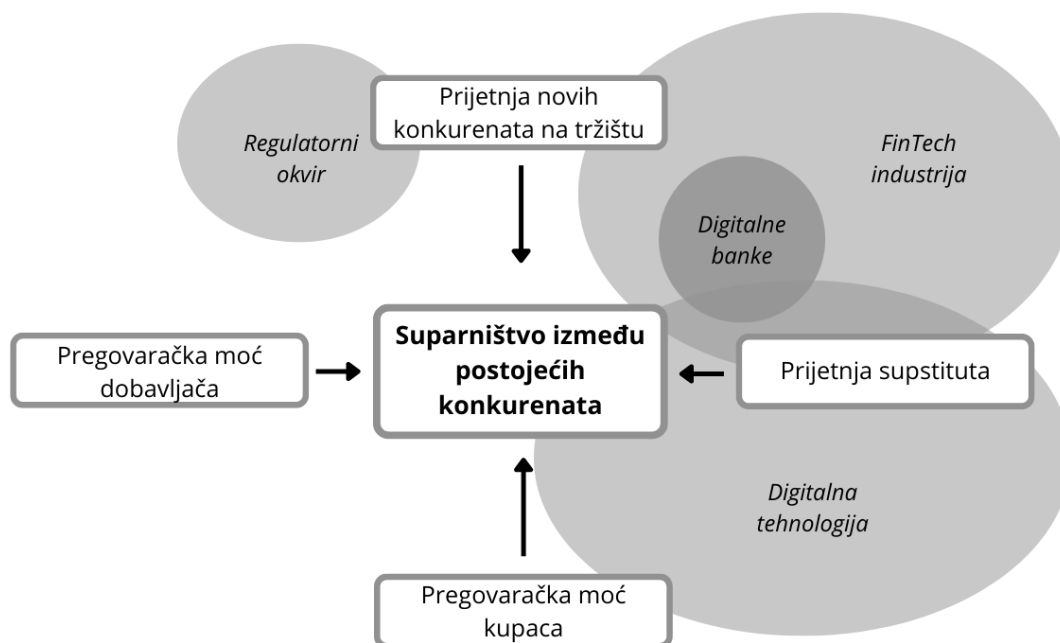 Prijetnja novih
konkurenata na tržištu
Regulatorni
okvir
FinTech
industrija
Digitalne
banke
Suparništvo između
postojećih
konkurenata
Pregovaračka moć
dobavljača
Prijetnja supstituta
Digitalna
tehnologija
Pregovaračka moć
kupaca